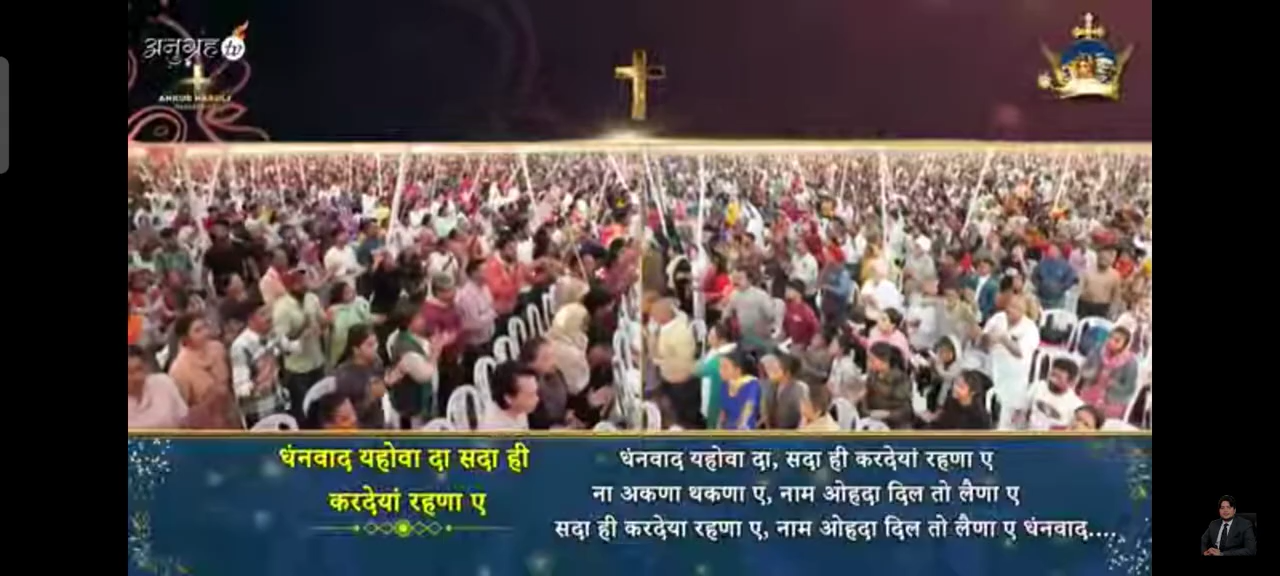 अनुग्रह tv
ANKUR NARULA
धंनवाद यहोवा दा सदा ही
करदेयां रहणा ए
धंनवाद यहोवा दा, सदा ही करदेयां रहणा ए
ना अकणा थकणा ए, नाम ओहदा दिल तो लैणा ए
सदा ही करदेया रहणा ए, नाम ओहदा दिल तो लैणा ए धंनवाद....